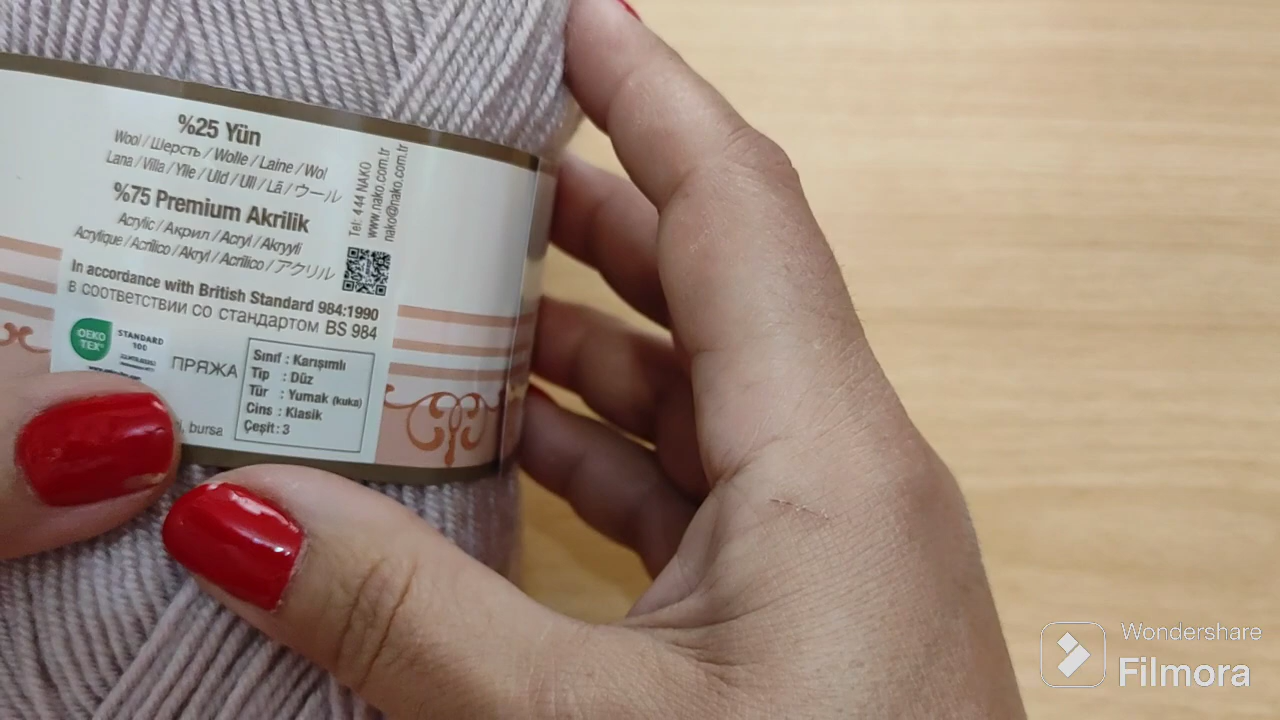 %25 Yün
Wool / Шерсть / Wolle / Laine / Wol
Lana / Villa / Ylle / Uld / Ull / Lã / ウール
%75 Premium Akrilik
Acrylic / Акрил / Acryl / Akryyli
Acrylique / Acrílico / Akryl / Acrilico / アクリル
Tel: 444 NAKO
www.nako.com.tr
nako@nako.com.tr
In accordance with British Standard 984:1990
в соответствии со стандартом BS 984
OEKO
TEX®
STANDARD
100
ПРЯЖА
Sınıf : Karışımlı
Tip : Düz
Tür : Yumak (kuka)
Cins : Klasik
Çeşit : 3
bursa
Wondershare
Filmora